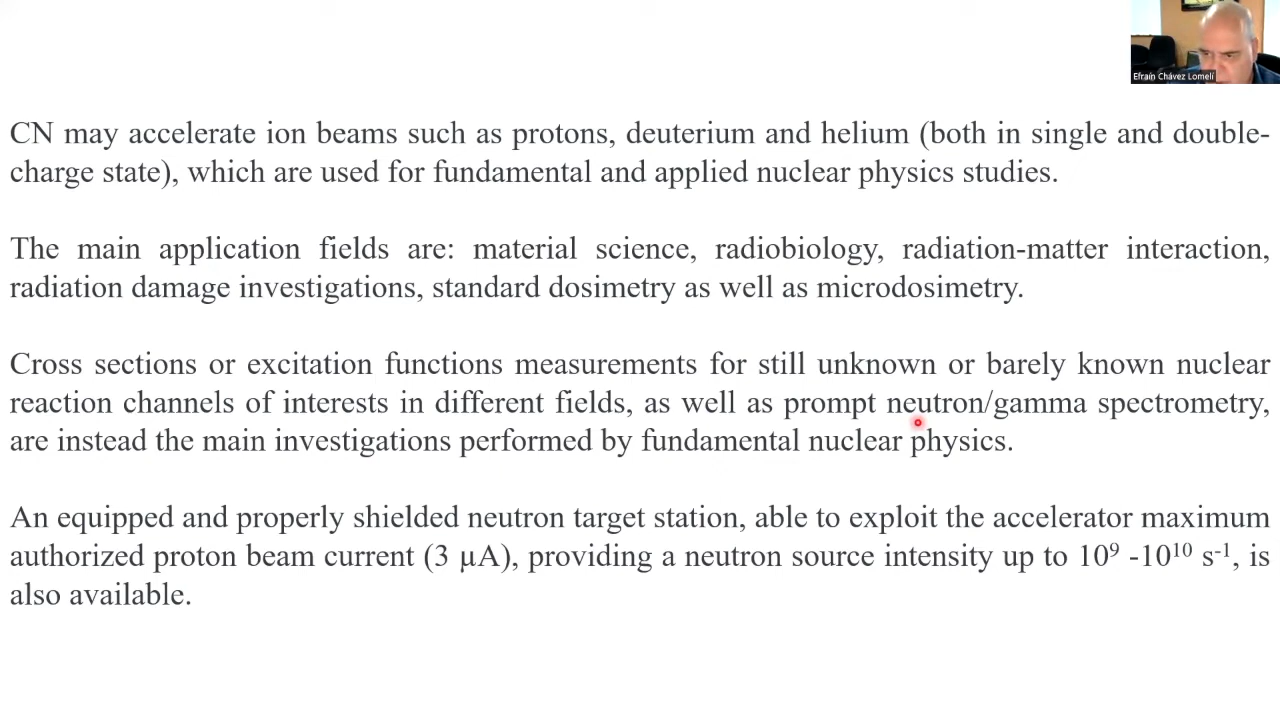 Efraín Chávez Lomelí
CN may accelerate ion beams such as protons, deuterium and helium (both in single and double-
charge state), which are used for fundamental and applied nuclear physics studies.
The main application fields are: material science, radiobiology, radiation-matter interaction,
radiation damage investigations, standard dosimetry as well as microdosimetry.
Cross sections or excitation functions measurements for still unknown or barely known nuclear
reaction channels of interests in different fields, as well as prompt neutron/gamma spectrometry,
are instead the main investigations performed by fundamental nuclear physics.
An equipped and properly shielded neutron target station, able to exploit the accelerator maximum
authorized proton beam current (3 µA), providing a neutron source intensity up to 10⁹ -10¹⁰ s⁻¹, is
also available.